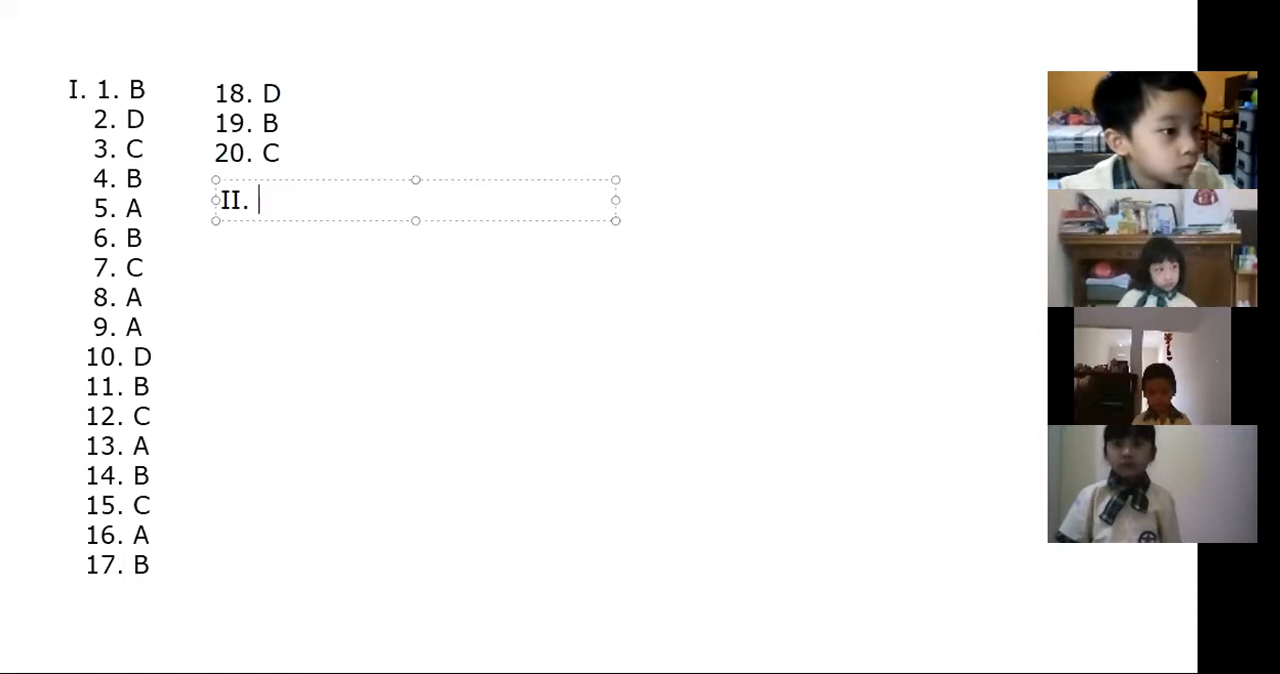 I. 1. B
2. D
3. C
4. B
5. A
6. B
7. C
8. A
9. A
10. D
11. B
12. C
13. A
14. B
15. C
16. A
17. B
18. D
19. B
20. C
II.